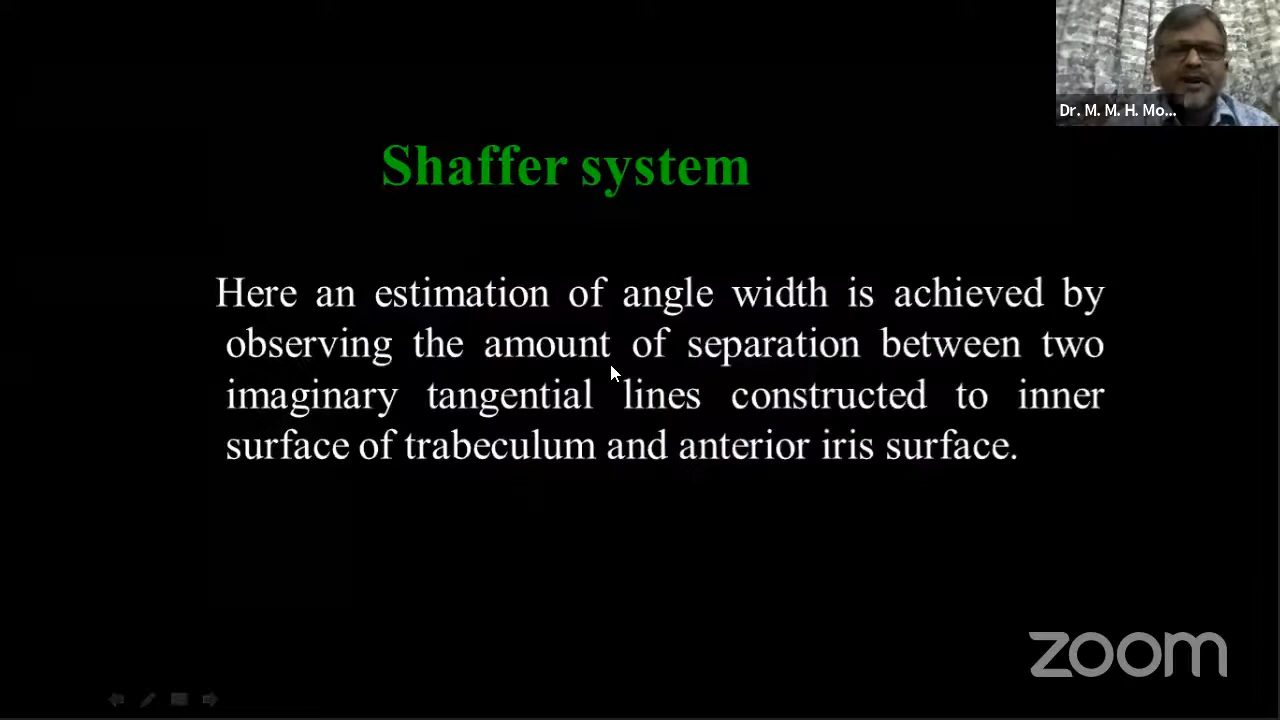 Dr. M. M. H. Mo...
Shaffer system
Here an estimation of angle width is achieved by
observing the amount of separation between two
imaginary tangential lines constructed to inner
surface of trabeculum and anterior iris surface.
zoom